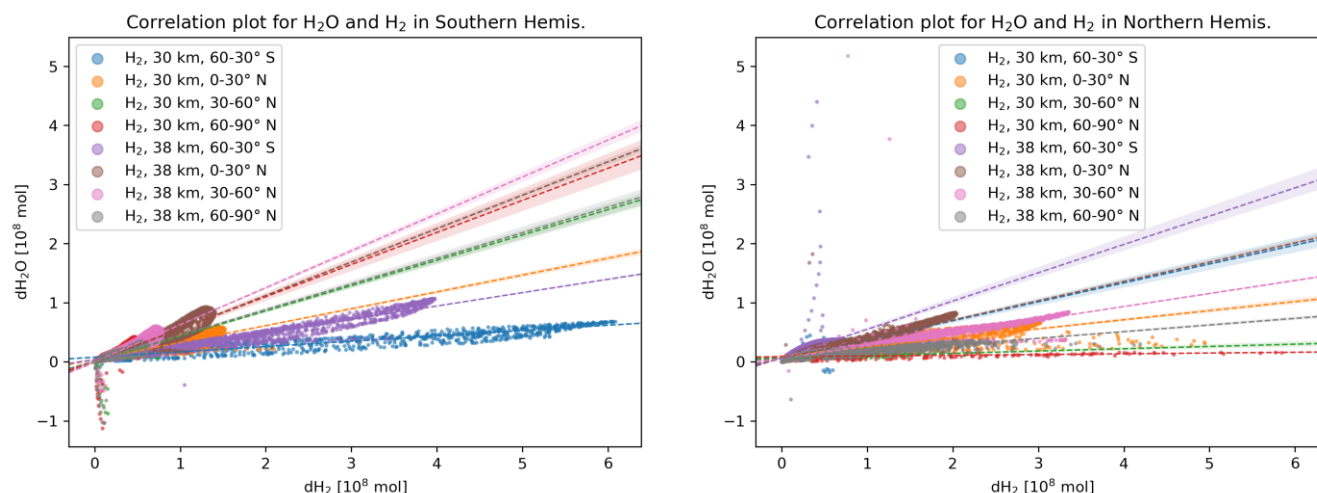 Correlation plot for H₂O and H₂ in Southern Hemis.
H₂, 30 km, 60-30° S
H₂, 30 km, 0-30° N
H₂, 30 km, 30-60° N
H₂, 30 km, 60-90° N
H₂, 38 km, 60-30° S
H₂, 38 km, 0-30° N
H₂, 38 km, 30-60° N
H₂, 38 km, 60-90° N
dH₂O [10⁸ mol]
5
4
3
2
1
0
−1
0 1 2 3 4 5 6
dH₂ [10⁸ mol]
Correlation plot for H₂O and H₂ in Northern Hemis.
H₂, 30 km, 60-30° S
H₂, 30 km, 0-30° N
H₂, 30 km, 30-60° N
H₂, 30 km, 60-90° N
H₂, 38 km, 60-30° S
H₂, 38 km, 0-30° N
H₂, 38 km, 30-60° N
H₂, 38 km, 60-90° N
dH₂O [10⁸ mol]
5
4
3
2
1
0
−1
0 1 2 3 4 5 6
dH₂ [10⁸ mol]